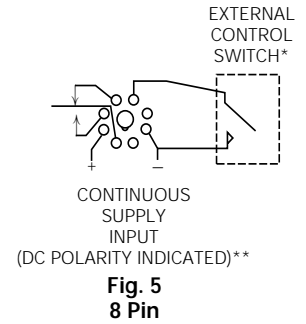 EXTERNAL
CONTROL
SWITCH*
+
–
CONTINUOUS
SUPPLY
INPUT
(DC POLARITY INDICATED)**
Fig. 5
8 Pin